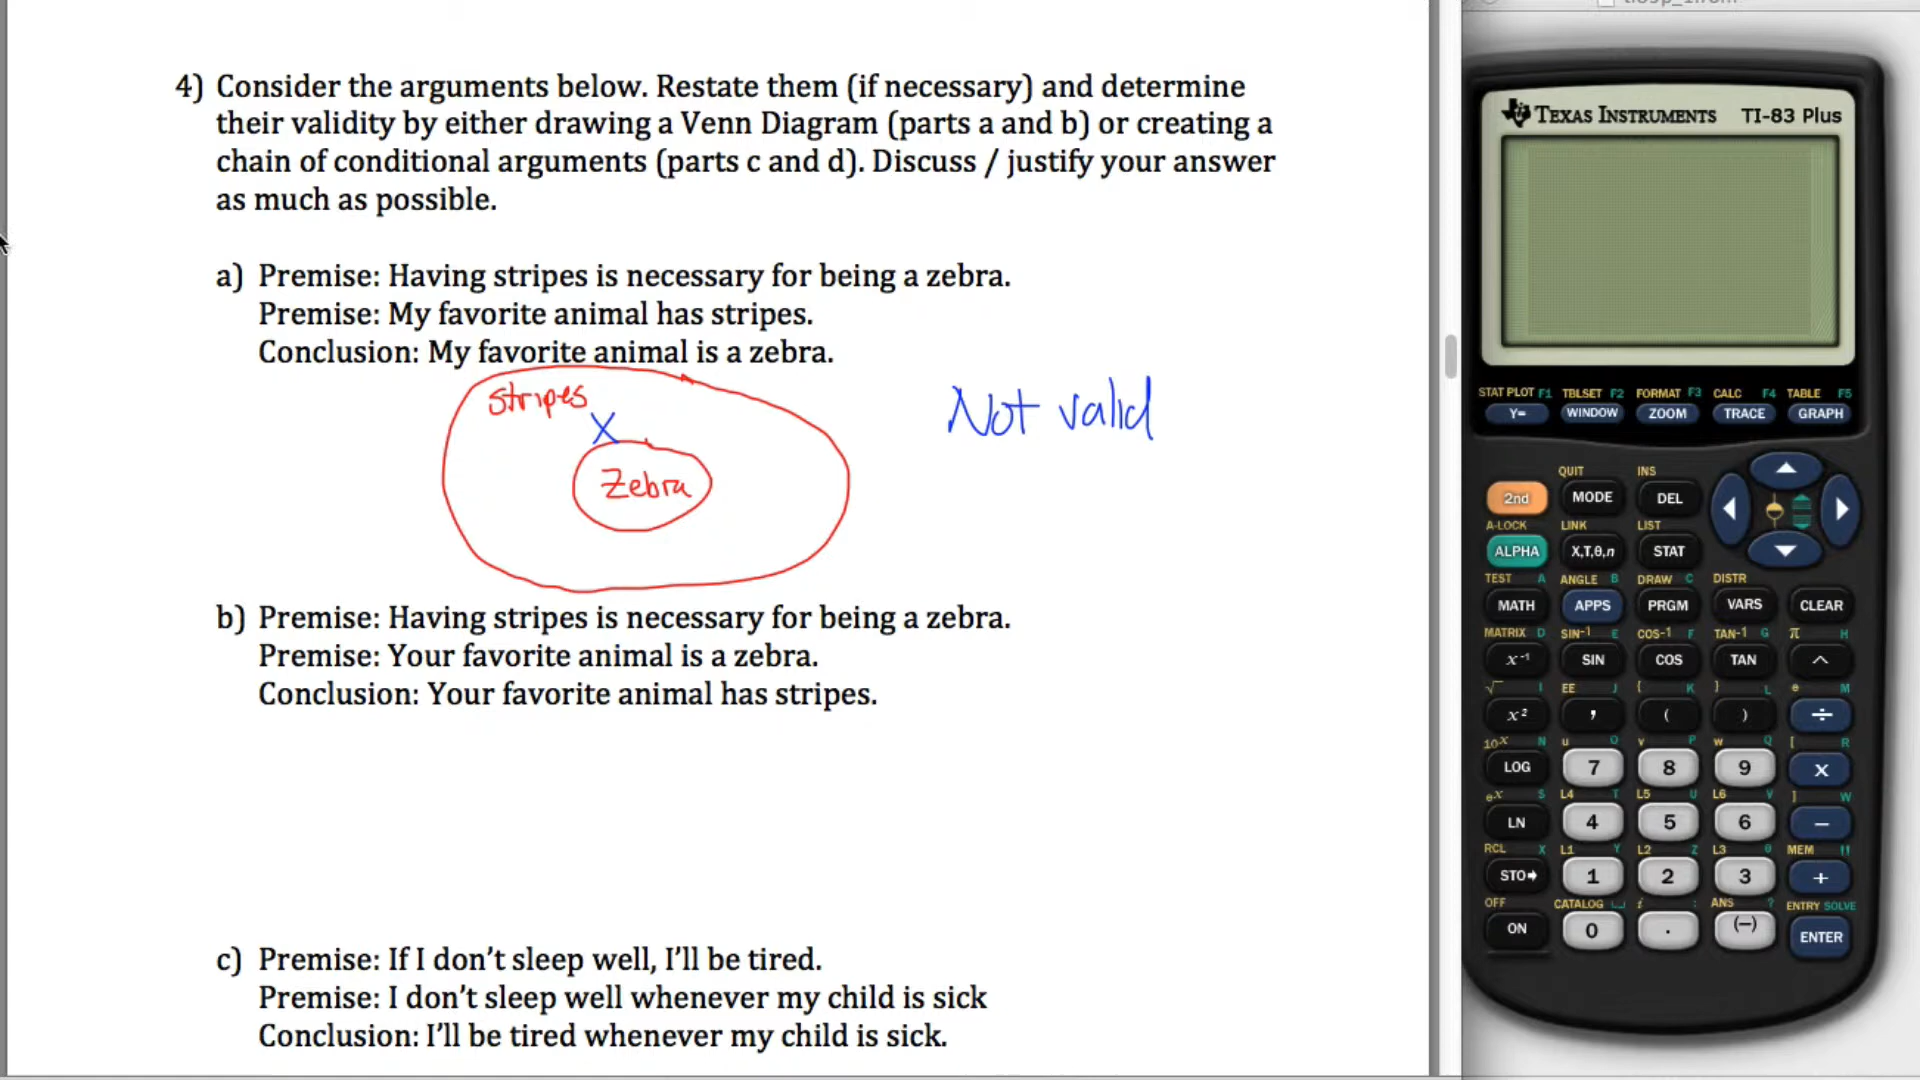 4) Consider the arguments below. Restate them (if necessary) and determine
their validity by either drawing a Venn Diagram (parts a and b) or creating a
chain of conditional arguments (parts c and d). Discuss / justify your answer
as much as possible.
a) Premise: Having stripes is necessary for being a zebra.
Premise: My favorite animal has stripes.
Conclusion: My favorite animal is a zebra.
stripes
X
Zebra
Not valid
b) Premise: Having stripes is necessary for being a zebra.
Premise: Your favorite animal is a zebra.
Conclusion: Your favorite animal has stripes.
c) Premise: If I don’t sleep well, I’ll be tired.
Premise: I don’t sleep well whenever my child is sick
Conclusion: I’ll be tired whenever my child is sick.
TEXAS INSTRUMENTS TI-83 Plus
STAT PLOT F1 TBLSET F2 FORMAT F3 CALC F4 TABLE F5
Y= WINDOW ZOOM TRACE GRAPH
QUIT INS
2nd MODE DEL
A-LOCK LINK LIST
ALPHA X,T,θ,n STAT
TEST A ANGLE B DRAW C DISTR
MATH APPS PRGM VARS CLEAR
MATRIX D SIN⁻¹ E COS⁻¹ F TAN⁻¹ G π H
x⁻¹ SIN COS TAN ^
√ I EE J { K } L e M
x² , ( ) ÷
10ˣ N u O v P w Q [ R
LOG 7 8 9 x
eˣ S L4 T L5 U L6 V ] W
LN 4 5 6 −
RCL X L1 Y L2 Z L3 θ MEM "
STO➔ 1 2 3 +
OFF CATALOG i : ANS ? ENTRY SOLVE
ON 0 . (−) ENTER